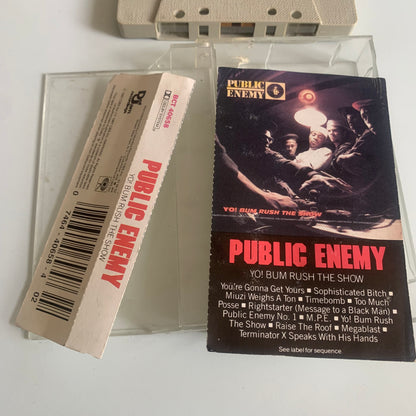 PUBLIC
ENEMY
YO! BUM RUSH THE SHOW
PUBLIC ENEMY
YO! BUM RUSH THE SHOW
You're Gonna Get Yours ■ Sophisticated Bitch ■
Miuzi Weighs A Ton ■ Timebomb ■ Too Much
Posse ■ Rightstarter (Message to a Black Man) ■
Public Enemy No. 1 ■ M.P.E. ■ Yo! Bum Rush
The Show ■ Raise The Roof ■ Megablast ■
Terminator X Speaks With His Hands
See label for sequence.
BCT 40658
PUBLIC ENEMY
YO! BUM RUSH THE SHOW
Def
0 7464-40658-4 02